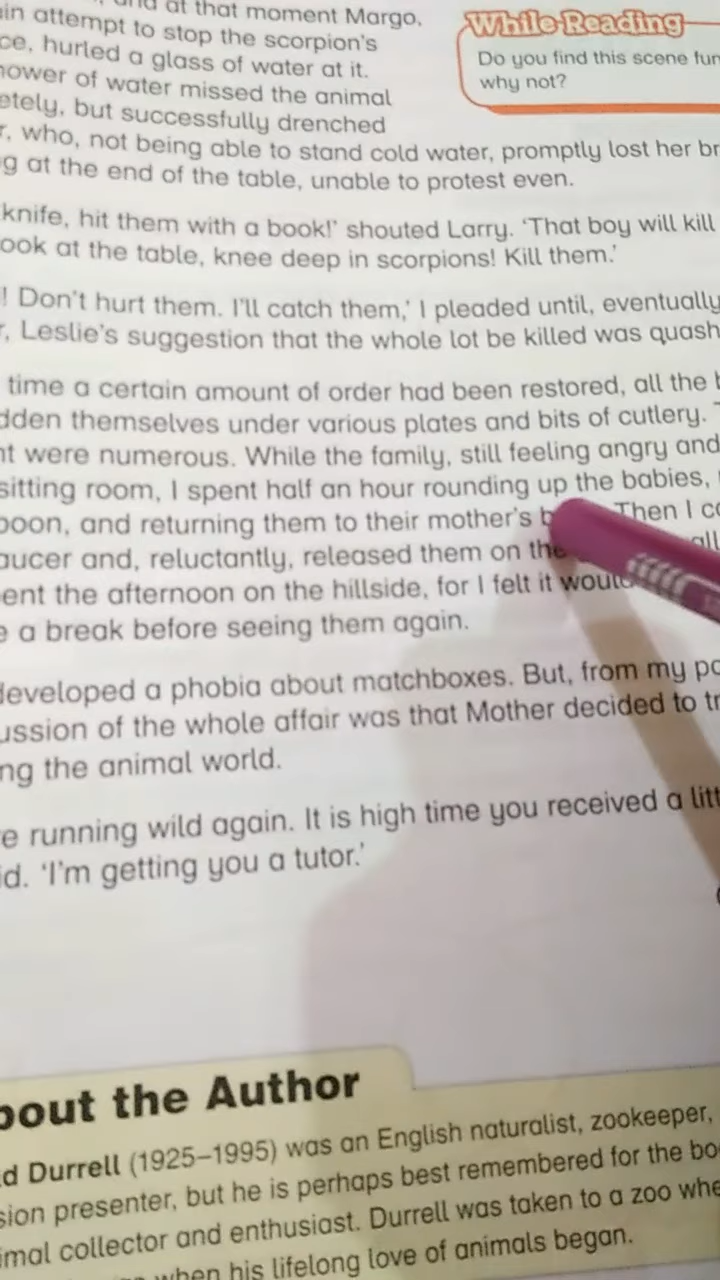 at that moment Margo,
in attempt to stop the scorpion's
ce, hurled a glass of water at it.
hower of water missed the animal
etely, but successfully drenched
r, who, not being able to stand cold water, promptly lost her br
g at the end of the table, unable to protest even.
While Reading
Do you find this scene fun
why not?
knife, hit them with a book!' shouted Larry. 'That boy will kill
ook at the table, knee deep in scorpions! Kill them.'
! Don't hurt them. I'll catch them,' I pleaded until, eventually
r, Leslie's suggestion that the whole lot be killed was quash
time a certain amount of order had been restored, all the b
dden themselves under various plates and bits of cutlery.
nt were numerous. While the family, still feeling angry and
sitting room, I spent half an hour rounding up the babies,
poon, and returning them to their mother's b Then I c
aucer and, reluctantly, released them on the all
ent the afternoon on the hillside, for I felt it would
e a break before seeing them again.
developed a phobia about matchboxes. But, from my po
ussion of the whole affair was that Mother decided to tr
ng the animal world.
e running wild again. It is high time you received a litt
id. 'I'm getting you a tutor.'
bout the Author
d Durrell (1925–1995) was an English naturalist, zookeeper,
sion presenter, but he is perhaps best remembered for the bo
imal collector and enthusiast. Durrell was taken to a zoo whe
when his lifelong love of animals began.